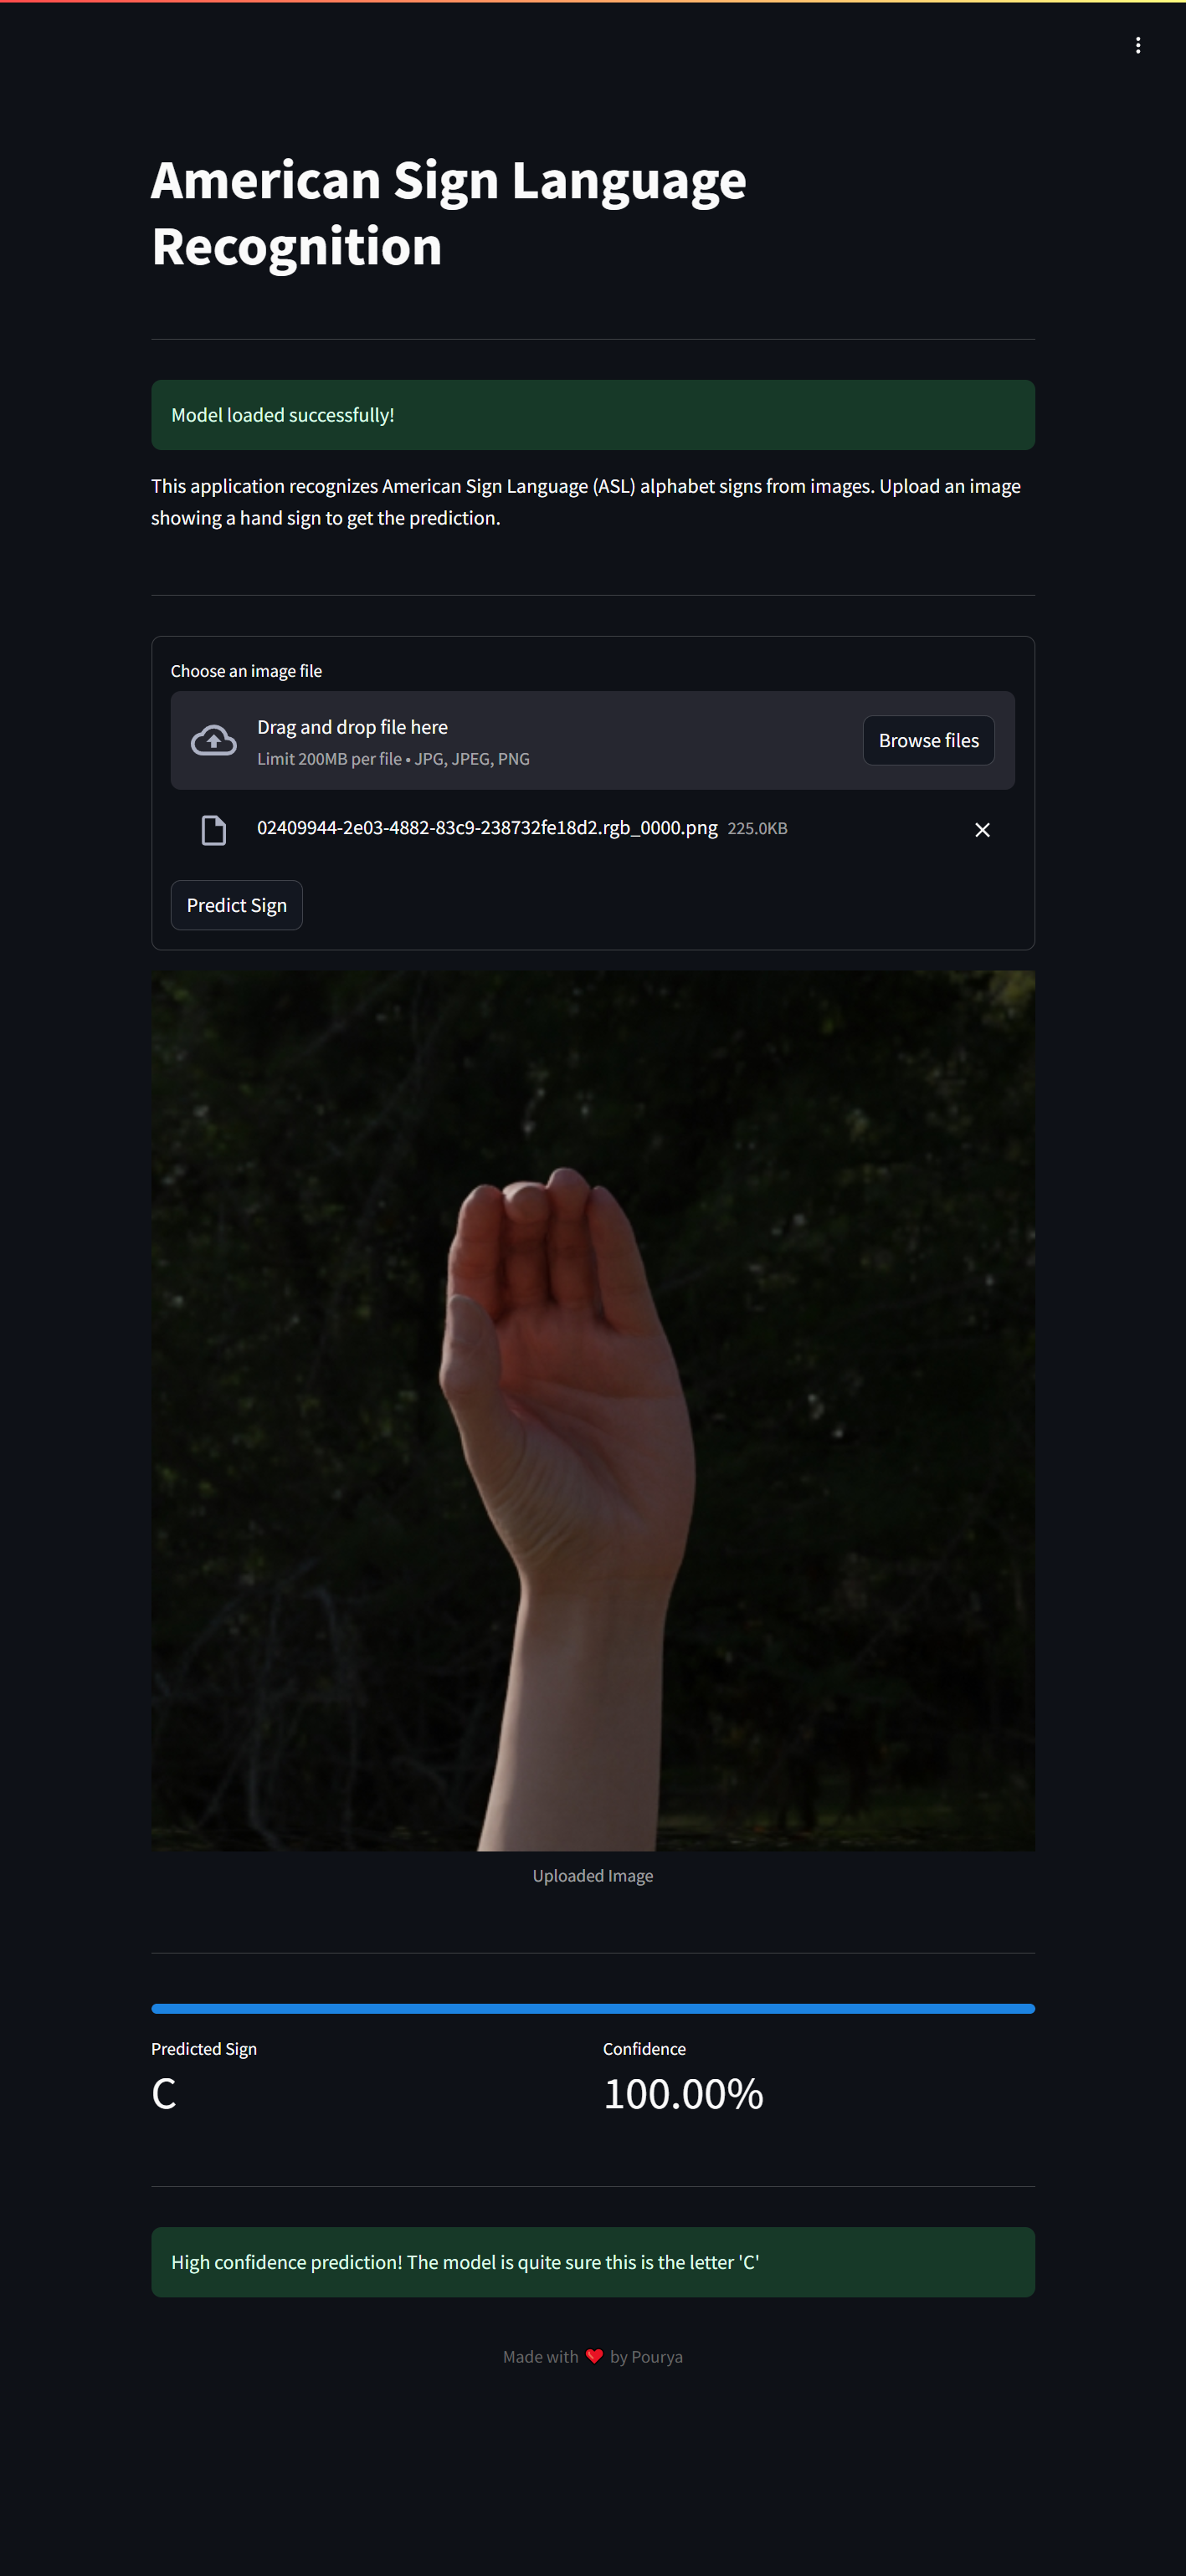 American Sign Language
Recognition
Model loaded successfully!
This application recognizes American Sign Language (ASL) alphabet signs from images. Upload an image
showing a hand sign to get the prediction.
Choose an image file
Drag and drop file here
Limit 200MB per file • JPG, JPEG, PNG
Browse files
02409944-2e03-4882-83c9-238732fe18d2.rgb_0000.png 225.0KB
Predict Sign
Uploaded Image
Predicted Sign
C
Confidence
100.00%
High confidence prediction! The model is quite sure this is the letter 'C'
Made with ❤️ by Pourya